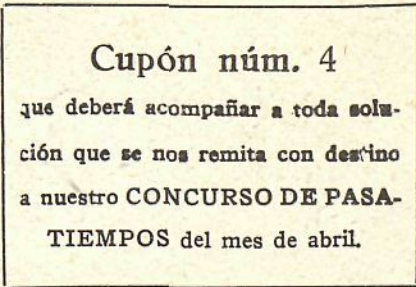 Cupón núm. 4
que deberá acompañar a toda solu-
ción que se nos remita con destino
a nuestro CONCURSO DE PASA-
TIEMPOS del mes de abril.